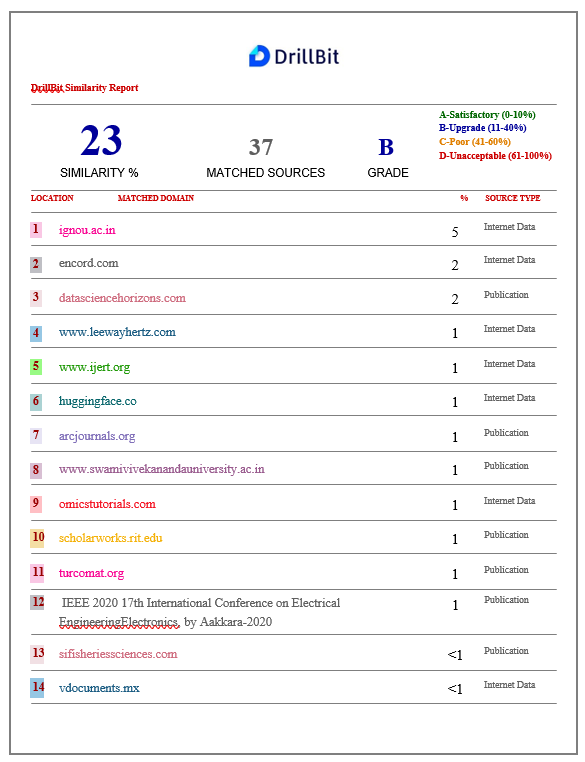 DrillBit
DrillBit Similarity Report
A-Satisfactory (0-10%)
B-Upgrade (11-40%)
C-Poor (41-60%)
D-Unacceptable (61-100%)
23
37
B
SIMILARITY %
MATCHED SOURCES
GRADE
LOCATION MATCHED DOMAIN % SOURCE TYPE
1 ignou.ac.in 5 Internet Data
2 encord.com 2 Internet Data
3 datasciencehorizons.com 2 Publication
4 www.leewayhertz.com 1 Internet Data
5 www.ijert.org 1 Internet Data
6 huggingface.co 1 Internet Data
7 arcjournals.org 1 Publication
8 www.swamivivekanandauniversity.ac.in 1 Publication
9 omicstutorials.com 1 Internet Data
10 scholarworks.rit.edu 1 Publication
11 turcomat.org 1 Publication
12 IEEE 2020 17th International Conference on Electrical 1 Publication
EngineeringElectronics, by Aakkara-2020
13 sifisheriessciences.com <1 Publication
14 vdocuments.mx <1 Internet Data